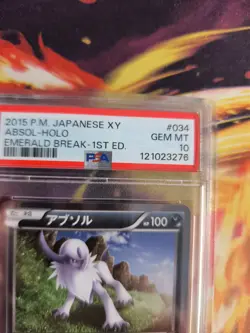 2015 P.M. JAPANESE XY #034
ABSOL-HOLO GEM MT
EMERALD BREAK-1ST ED. 10
PSA 121023276
アブソル HP100